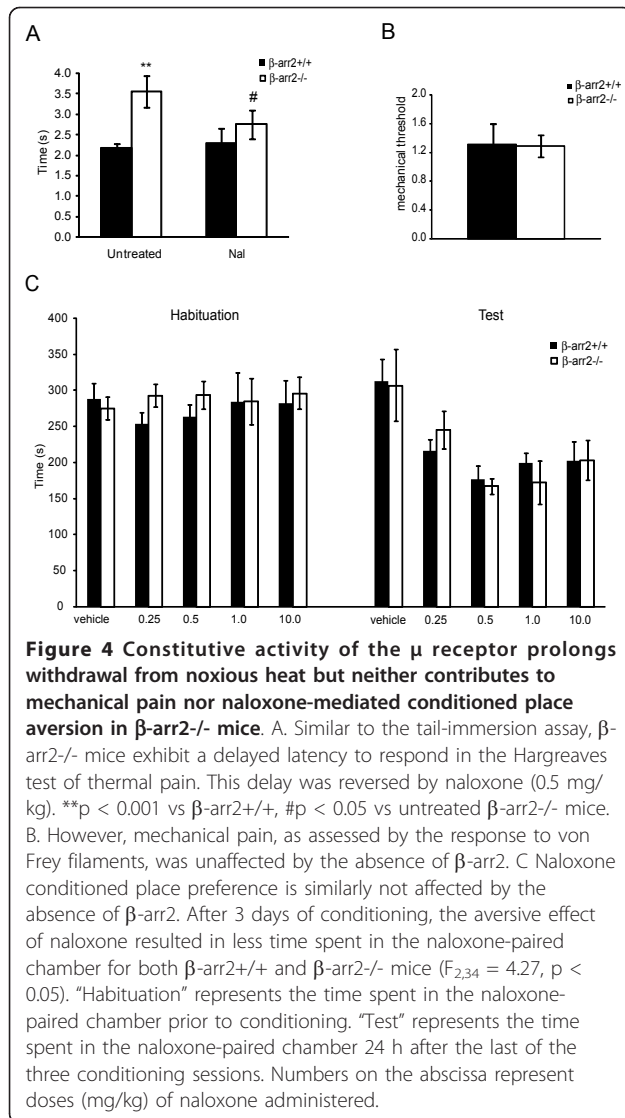 A
β-arr2+/+
β-arr2-/-
4.0
3.5
3.0
2.5
2.0
1.5
1.0
0.5
0.0
Time (s)
**
#
Untreated
Nal
B
β-arr2+/+
β-arr2-/-
2.0
1.6
1.2
0.8
0.4
0
mechanical threshold
C
Habituation
Test
β-arr2+/+
β-arr2-/-
400
350
300
250
200
150
100
50
0
Time (s)
vehicle 0.25 0.5 1.0 10.0 vehicle 0.25 0.5 1.0 10.0
Figure 4 Constitutive activity of the μ receptor prolongs
withdrawal from noxious heat but neither contributes to
mechanical pain nor naloxone-mediated conditioned place
aversion in β-arr2-/- mice. A. Similar to the tail-immersion assay, β-
arr2-/- mice exhibit a delayed latency to respond in the Hargreaves
test of thermal pain. This delay was reversed by naloxone (0.5 mg/
kg). **p < 0.001 vs β-arr2+/+, #p < 0.05 vs untreated β-arr2-/- mice.
B. However, mechanical pain, as assessed by the response to von
Frey filaments, was unaffected by the absence of β-arr2. C Naloxone
conditioned place preference is similarly not affected by the
absence of β-arr2. After 3 days of conditioning, the aversive effect
of naloxone resulted in less time spent in the naloxone-paired
chamber for both β-arr2+/+ and β-arr2-/- mice (F2,34 = 4.27, p <
0.05). "Habituation" represents the time spent in the naloxone-
paired chamber prior to conditioning. "Test" represents the time
spent in the naloxone-paired chamber 24 h after the last of the
three conditioning sessions. Numbers on the abscissa represent
doses (mg/kg) of naloxone administered.